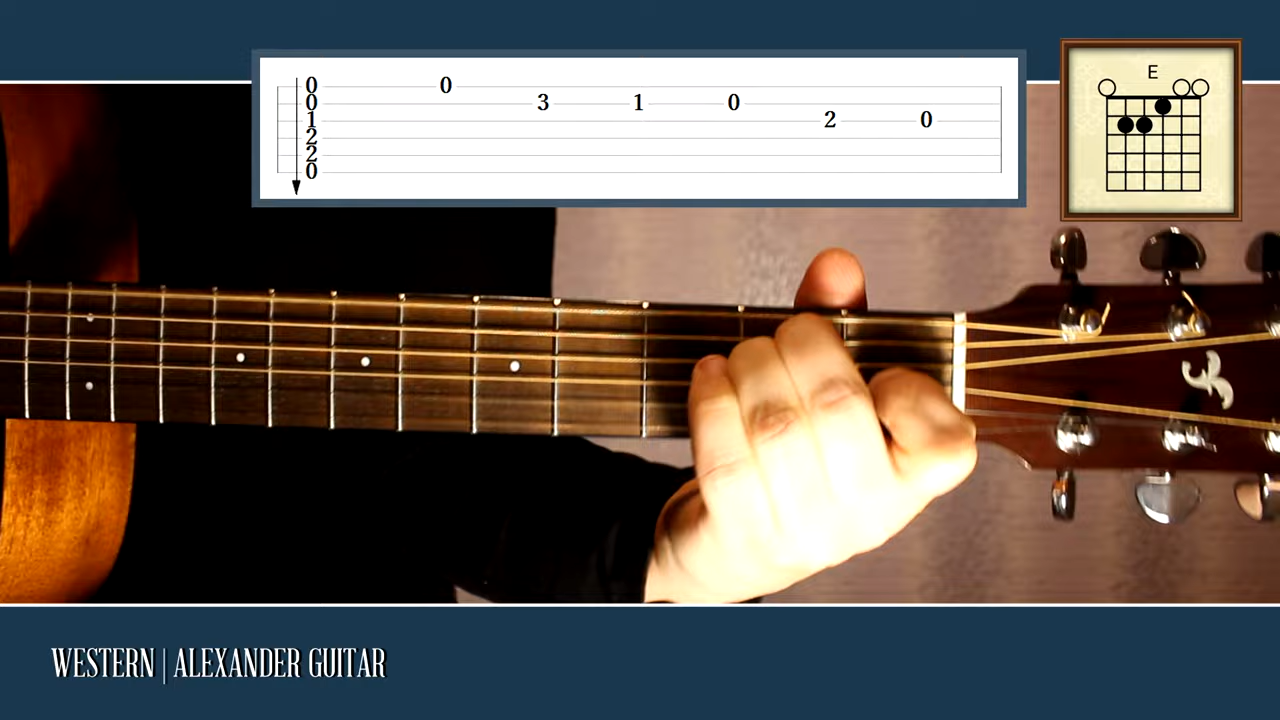 0 0
0 3 1 0
1 2 0
2
2
0
E
WESTERN | ALEXANDER GUITAR